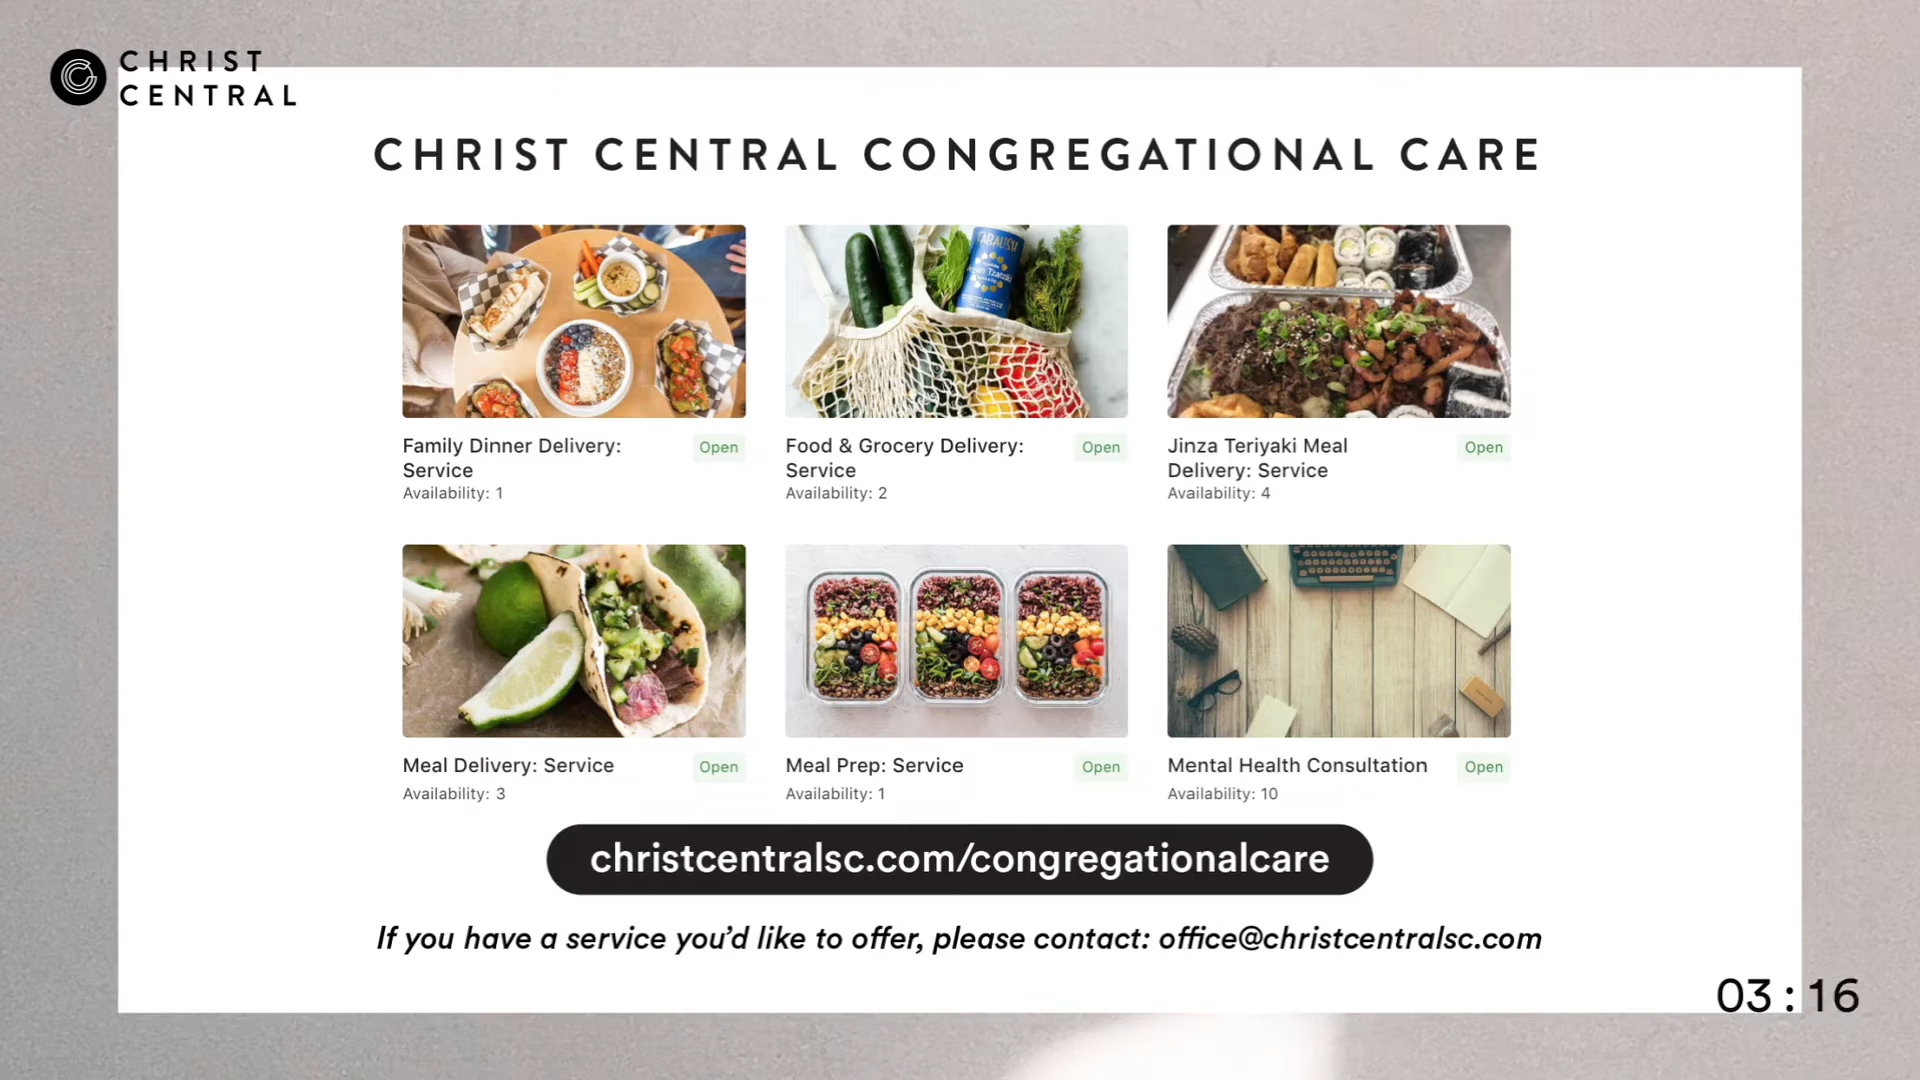 CHRIST
CENTRAL
CHRIST CENTRAL CONGREGATIONAL CARE
FABALISH
Tzatziki
Family Dinner Delivery:
Service
Open
Availability: 1
Food & Grocery Delivery:
Service
Open
Availability: 2
Jinza Teriyaki Meal
Delivery: Service
Open
Availability: 4
Meal Delivery: Service
Open
Availability: 3
Meal Prep: Service
Open
Availability: 1
Mental Health Consultation
Open
Availability: 10
christcentralsc.com/congregationalcare
If you have a service you’d like to offer, please contact: office@christcentralsc.com
03:16